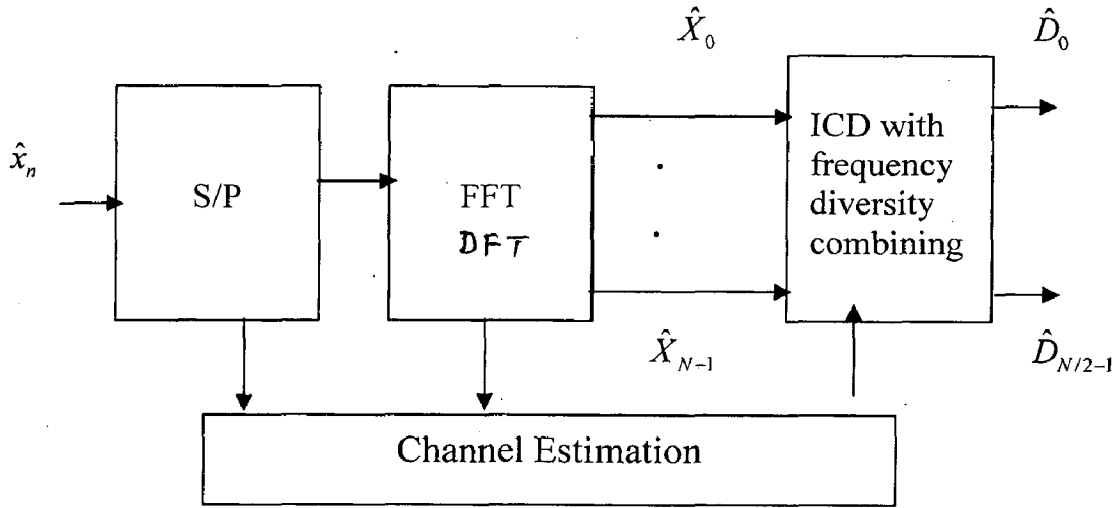 X̂₀
D̂₀
x̂ₙ
S/P
FFT
DFT
ICD with
frequency
diversity
combining
X̂_{N-1}
D̂_{N/2-1}
Channel Estimation